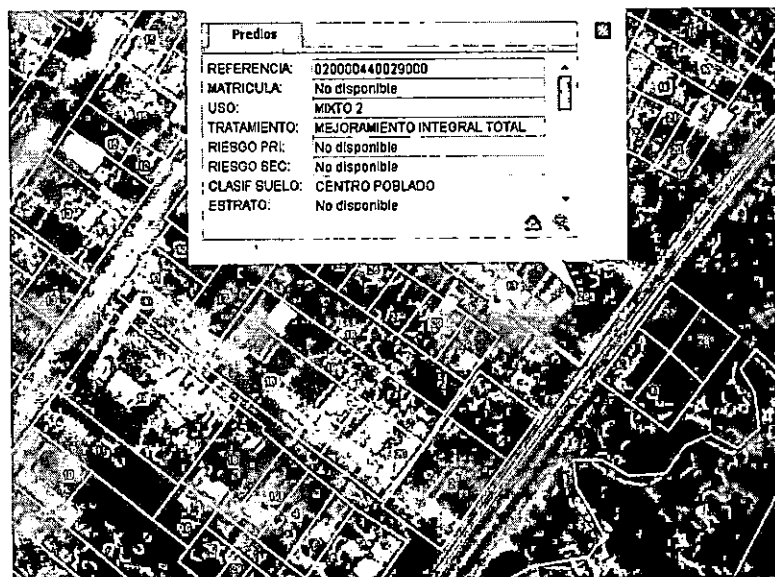 Predios
REFERENCIA: 020000440029000
MATRICULA: No disponible
USO: MIXTO 2
TRATAMIENTO: MEJORAMIENTO INTEGRAL TOTAL
RIESGO PRI: No disponible
RIESGO SEC: No disponible
CLASIF SUELO: CENTRO POBLADO
ESTRATO: No disponible